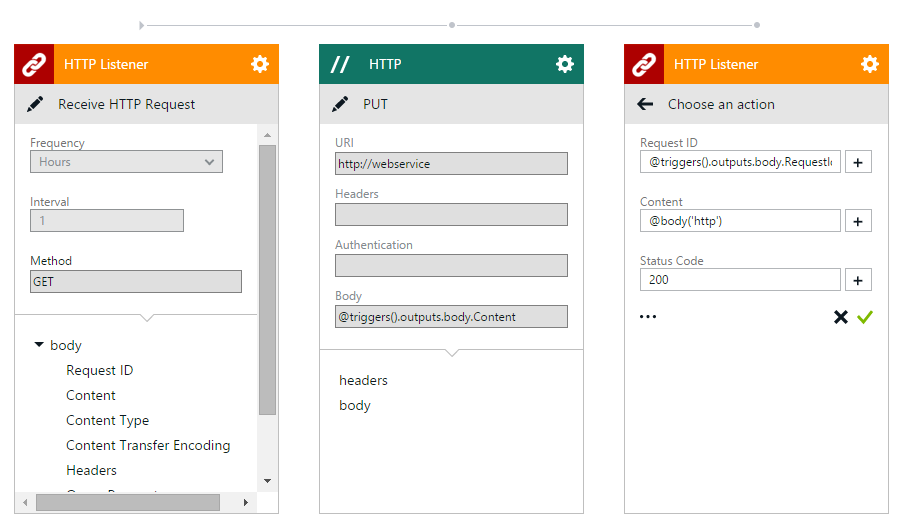 HTTP Listener
Receive HTTP Request
Frequency
Hours
Interval
1
Method
GET
body
Request ID
Content
Content Type
Content Transfer Encoding
Headers
// HTTP
PUT
URI
http://webservice
Headers
Authentication
Body
@triggers().outputs.body.Content
headers
body
HTTP Listener
Choose an action
Request ID
@triggers().outputs.body.RequestI
Content
@body('http')
Status Code
200